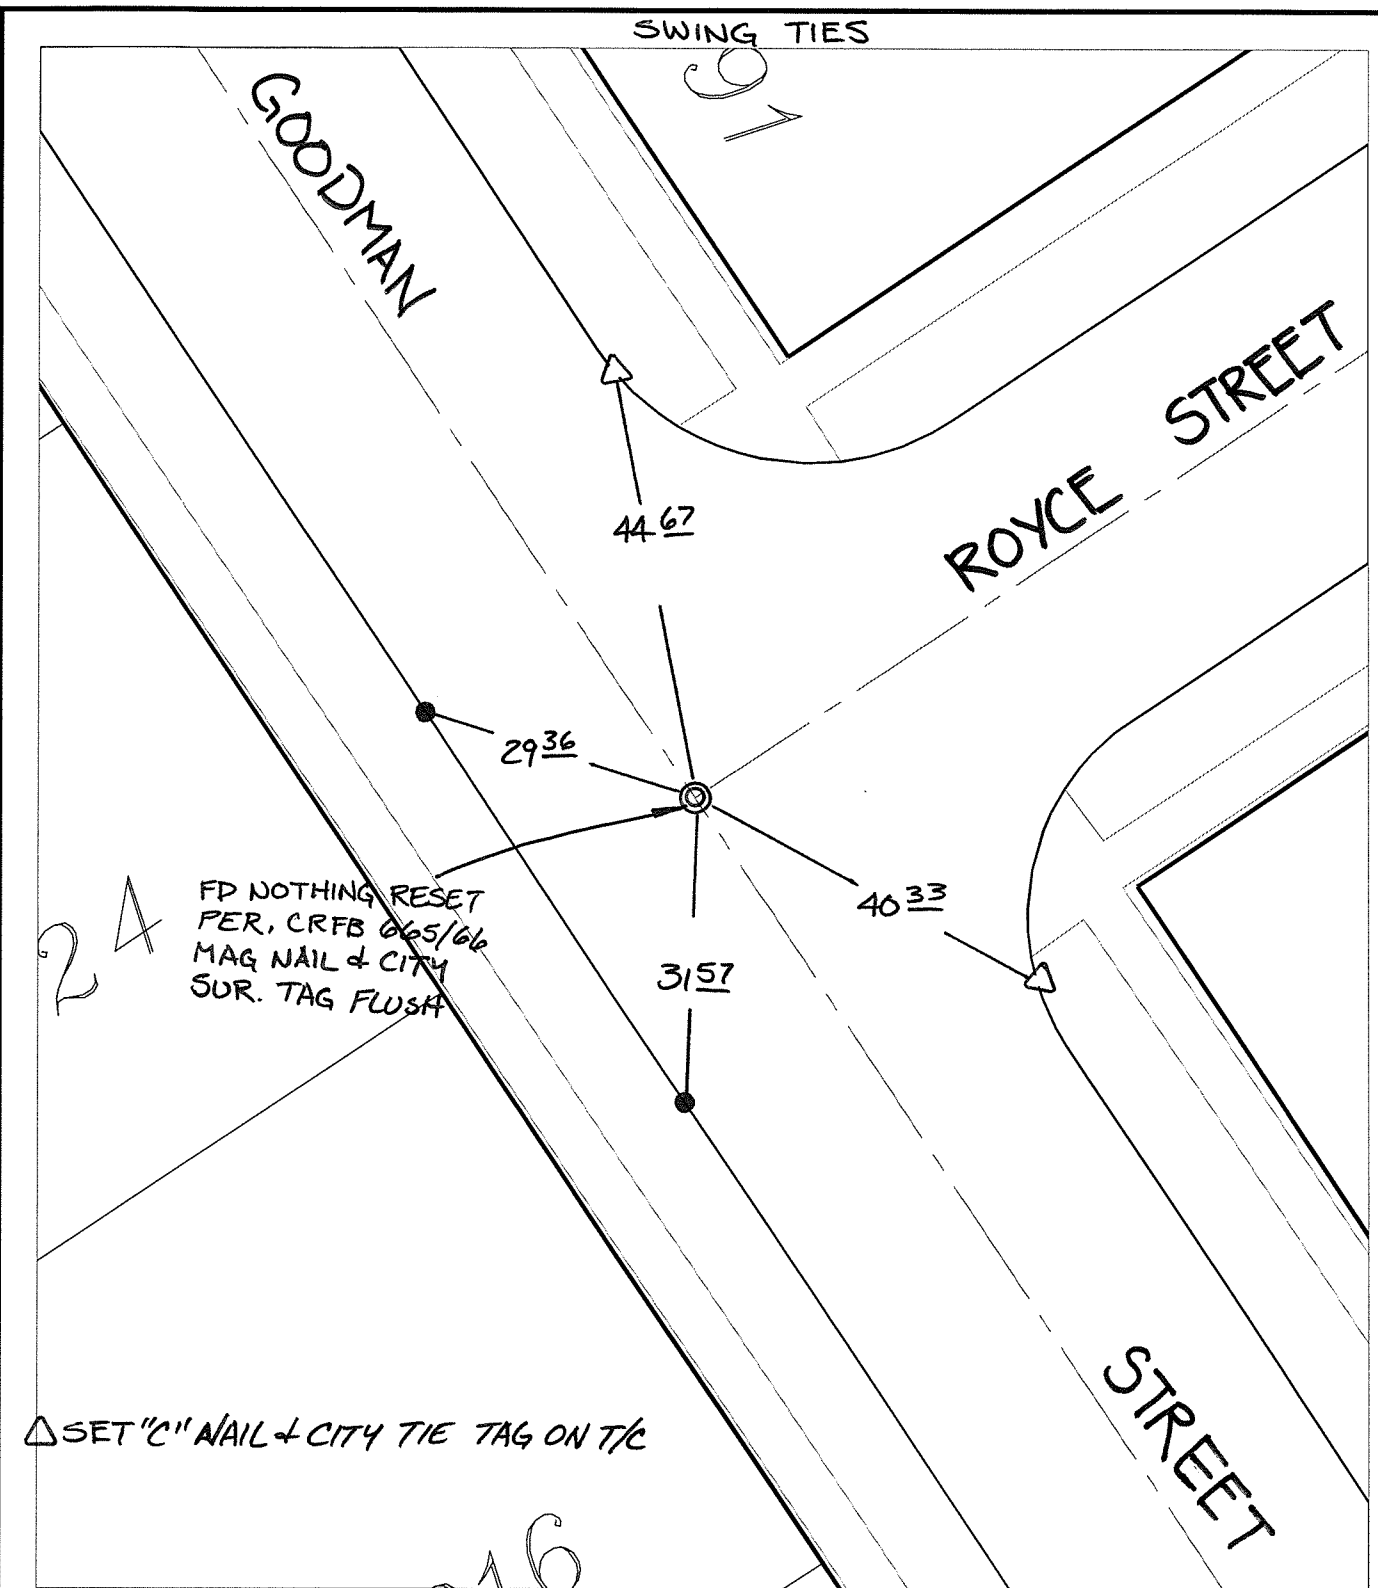 SWING TIES
19
GOODMAN
ROYCE STREET
44 67
29 36
40 33
31 57
24
FD NOTHING RESET
PER, CRFB 665/66
MAG NAIL & CITY
SUR. TAG FLUSH
STREET
SET "C" NAIL & CITY TIE TAG ON T/C
16